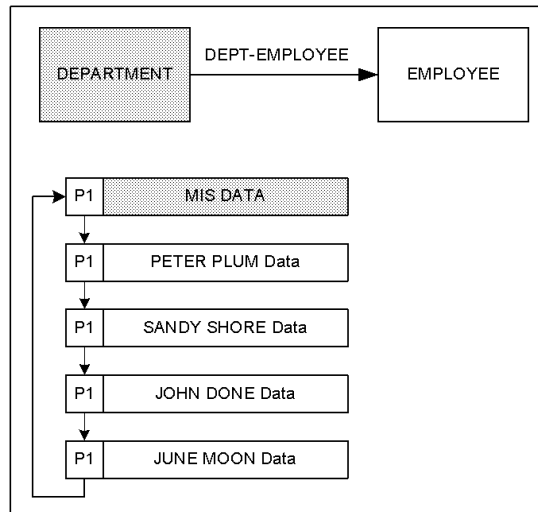 DEPT-EMPLOYEE
DEPARTMENT
EMPLOYEE
P1 MIS DATA
P1 PETER PLUM Data
P1 SANDY SHORE Data
P1 JOHN DONE Data
P1 JUNE MOON Data